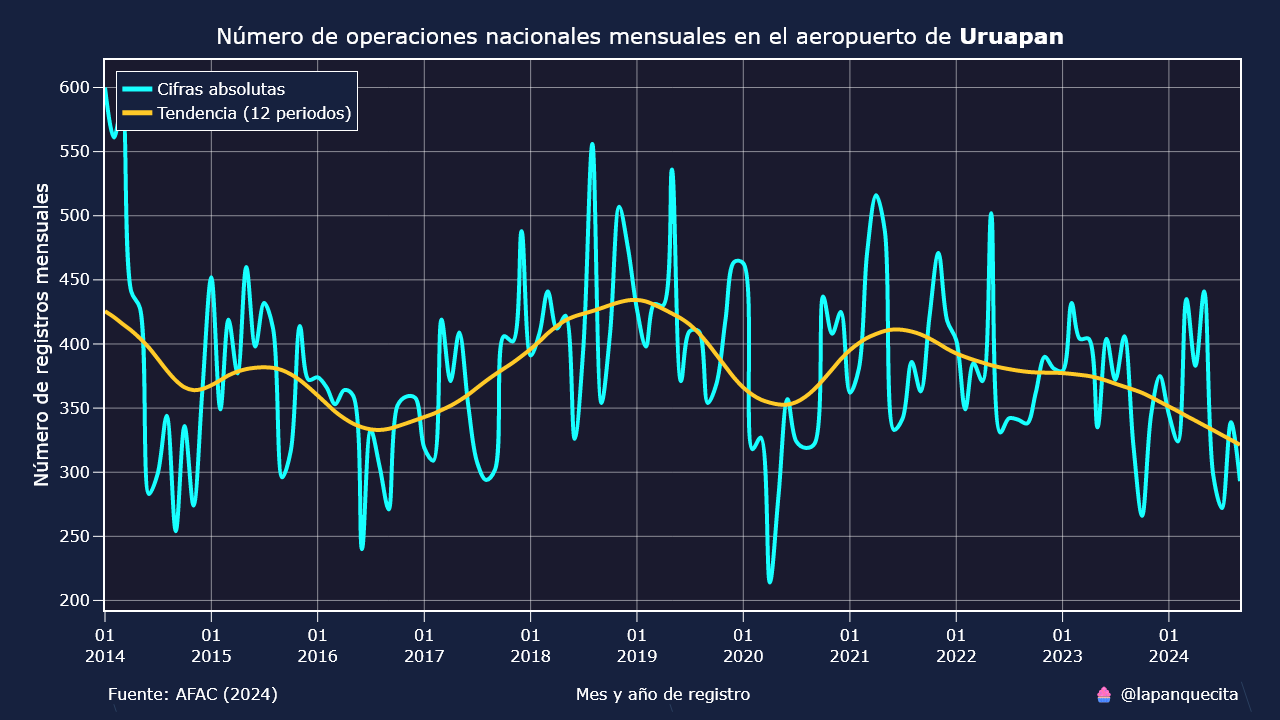 Número de operaciones nacionales mensuales en el aeropuerto de Uruapan
Cifras absolutas
Tendencia (12 periodos)
Número de registros mensuales
600
550
500
450
400
350
300
250
200
01 01 01 01 01 01 01 01 01 01 01
2014 2015 2016 2017 2018 2019 2020 2021 2022 2023 2024
Fuente: AFAC (2024) Mes y año de registro @lapanquecita